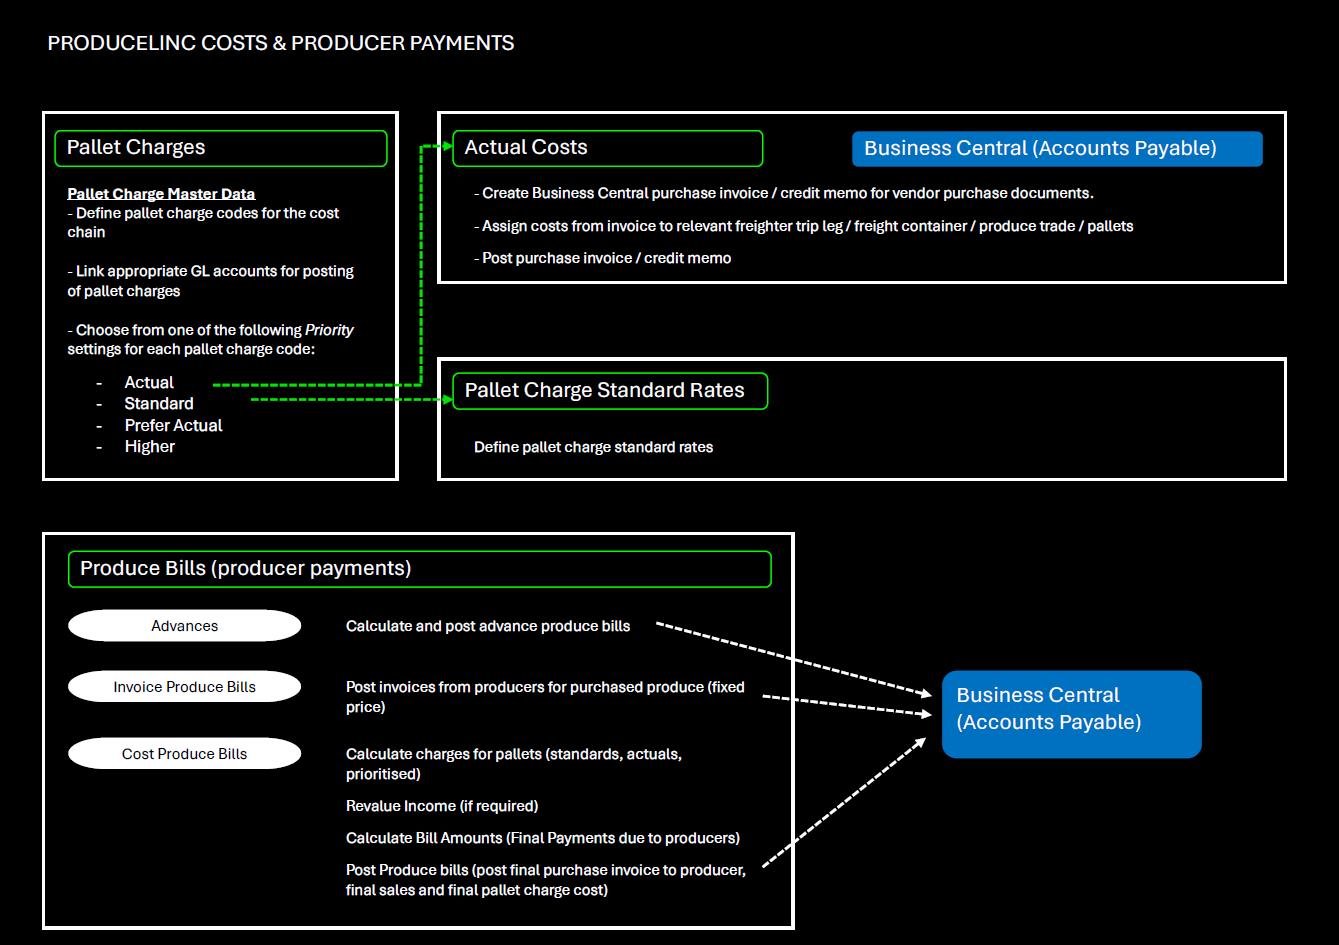 PRODUCELINC COSTS & PRODUCER PAYMENTS
Pallet Charges
Pallet Charge Master Data
- Define pallet charge codes for the cost
chain
- Link appropriate GL accounts for posting
of pallet charges
- Choose from one of the following Priority
settings for each pallet charge code:
- Actual
- Standard
- Prefer Actual
- Higher
Actual Costs
Business Central (Accounts Payable)
- Create Business Central purchase invoice / credit memo for vendor purchase documents.
- Assign costs from invoice to relevant freighter trip leg / freight container / produce trade / pallets
- Post purchase invoice / credit memo
Pallet Charge Standard Rates
Define pallet charge standard rates
Produce Bills (producer payments)
Advances
Calculate and post advance produce bills
Invoice Produce Bills
Post invoices from producers for purchased produce (fixed
price)
Cost Produce Bills
Calculate charges for pallets (standards, actuals,
prioritised)
Revalue Income (if required)
Calculate Bill Amounts (Final Payments due to producers)
Post Produce bills (post final purchase invoice to producer,
final sales and final pallet charge cost)
Business Central
(Accounts Payable)